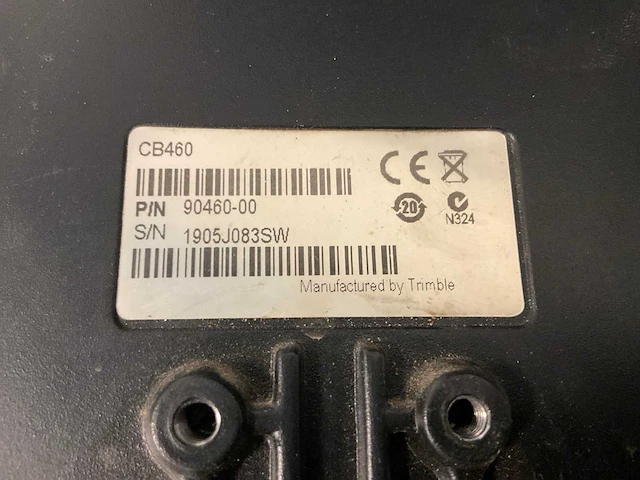 CB460
P/N 90460-00
S/N 1905J083SW
CE
20
N324
Manufactured by Trimble